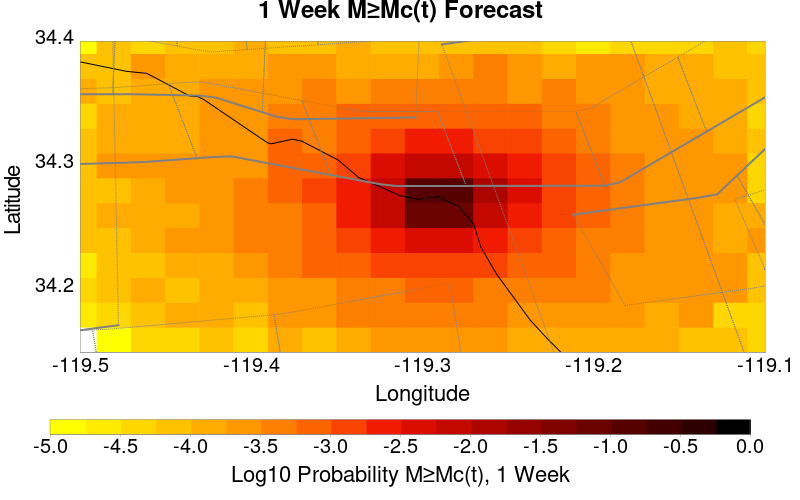 1 Week M≥Mc(t) Forecast
34.4
34.3
34.2
Latitude
-119.5 -119.4 -119.3 -119.2 -119.1
Longitude
-5.0 -4.5 -4.0 -3.5 -3.0 -2.5 -2.0 -1.5 -1.0 -0.5 0.0
Log10 Probability M≥Mc(t), 1 Week